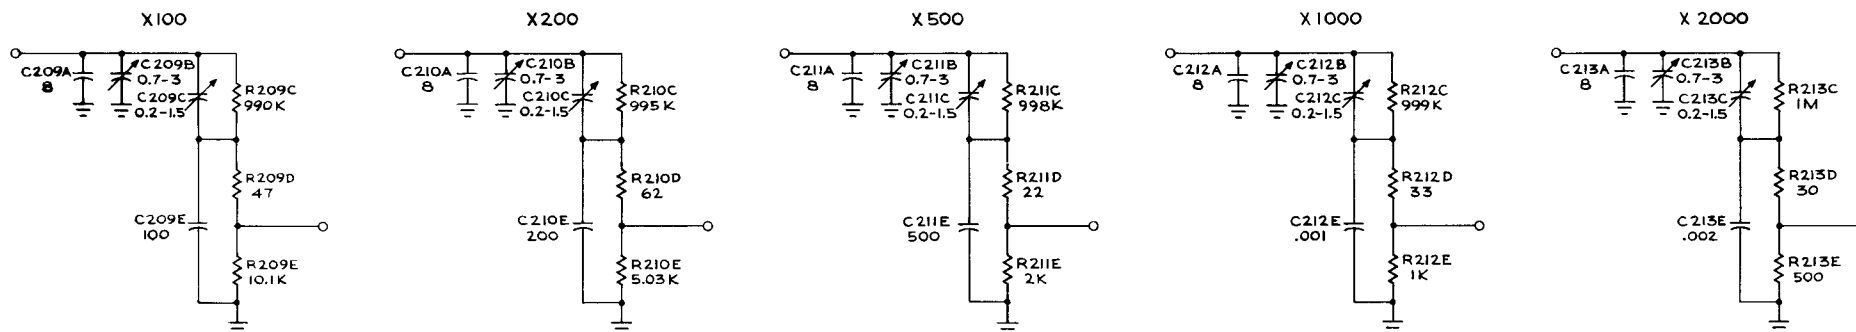 X100
C209A
8
C209B
0.7-3
C209C
0.2-1.5
R209C
990K
R209D
47
C209E
100
R209E
10.1K
X200
C210A
8
C210B
0.7-3
C210C
0.2-1.5
R210C
995K
R210D
62
C210E
200
R210E
5.03K
X500
C211A
8
C211B
0.7-3
C211C
0.2-1.5
R211C
998K
R211D
22
C211E
500
R211E
2K
X1000
C212A
8
C212B
0.7-3
C212C
0.2-1.5
R212C
999K
R212D
33
C212E
.001
R212E
1K
X 2000
C213A
8
C213B
0.7-3
C213C
0.2-1.5
R213C
1M
R213D
30
C213E
.002
R213E
500